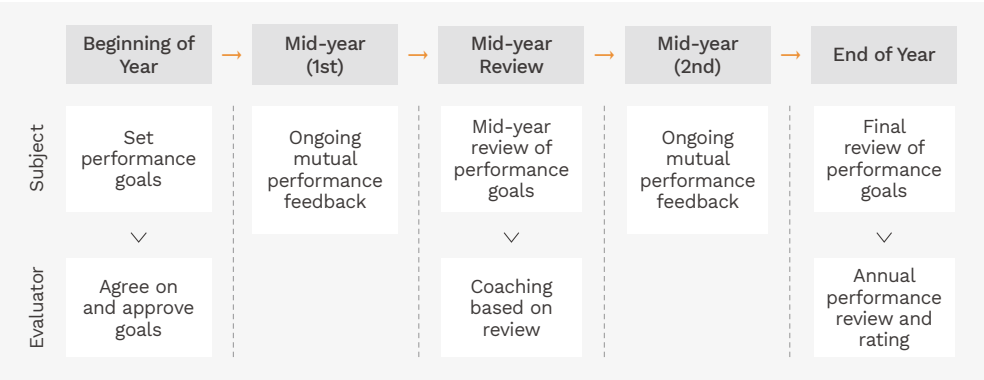 Beginning of
Year
→
Mid-year
(1st)
→
Mid-year
Review
→
Mid-year
(2nd)
→
End of Year
Subject
Set
performance
goals
Ongoing
mutual
performance
feedback
Mid-year
review of
performance
goals
Ongoing
mutual
performance
feedback
Final
review of
performance
goals
Evaluator
Agree on
and approve
goals
Coaching
based on
review
Annual
performance
review and
rating